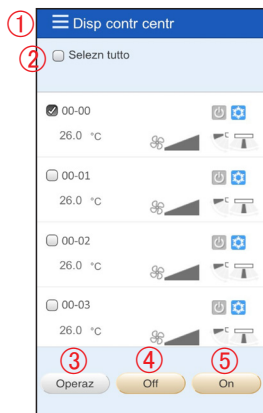 ① Disp contr centr
② Selezn tutto
00-00
26.0 °C
00-01
26.0 °C
00-02
26.0 °C
00-03
26.0 °C
③ ④ ⑤
Operaz Off On